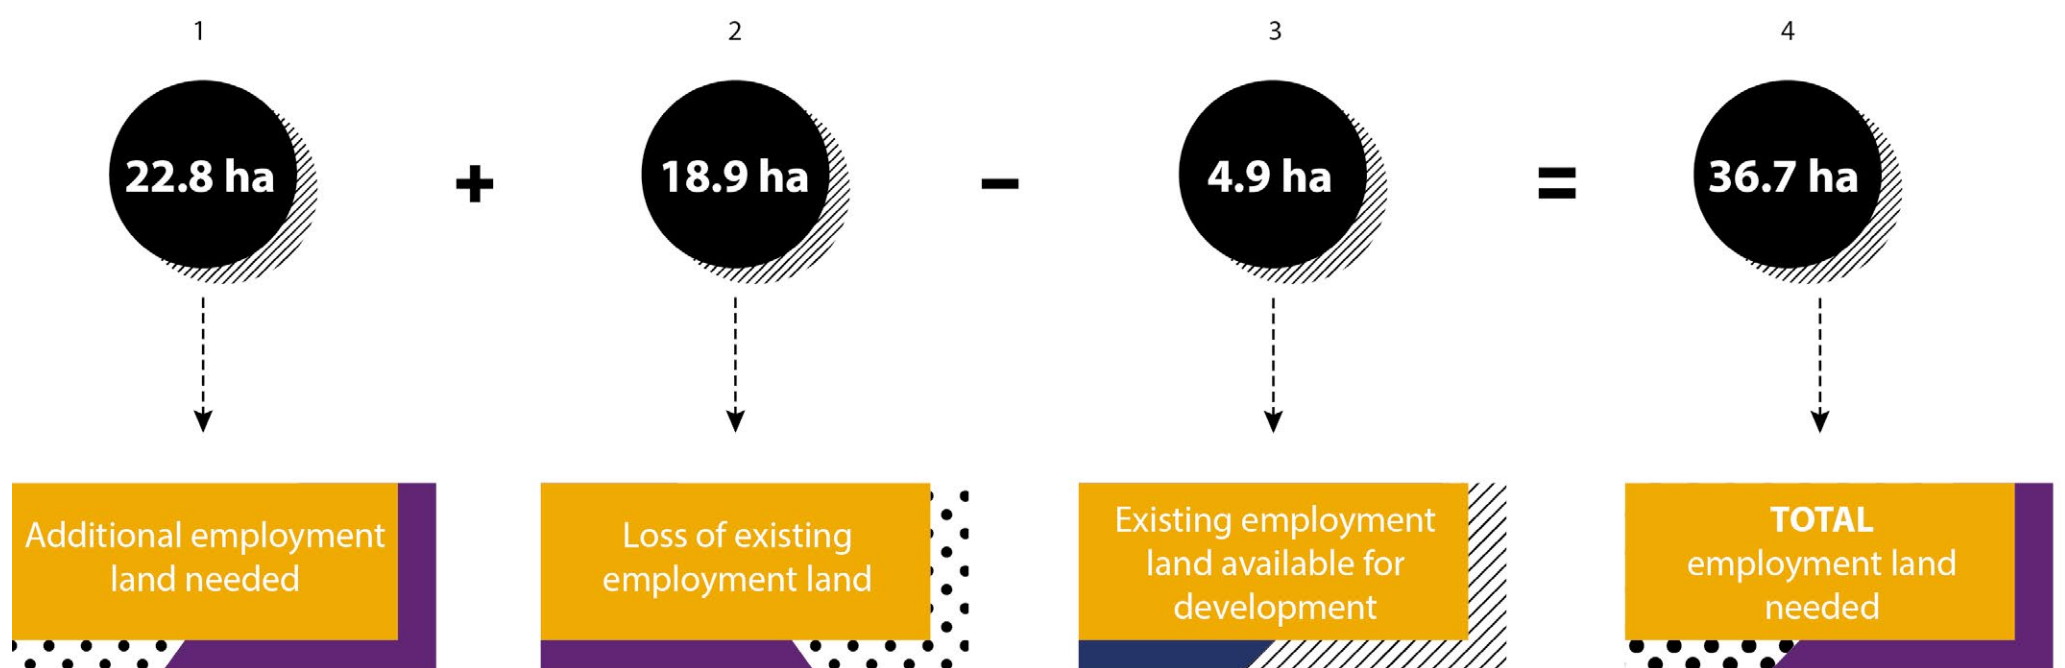 1
2
3
4
22.8 ha
+
18.9 ha
−
4.9 ha
=
36.7 ha
Additional employment
land needed
Loss of existing
employment land
Existing employment
land available for
development
TOTAL
employment land
needed